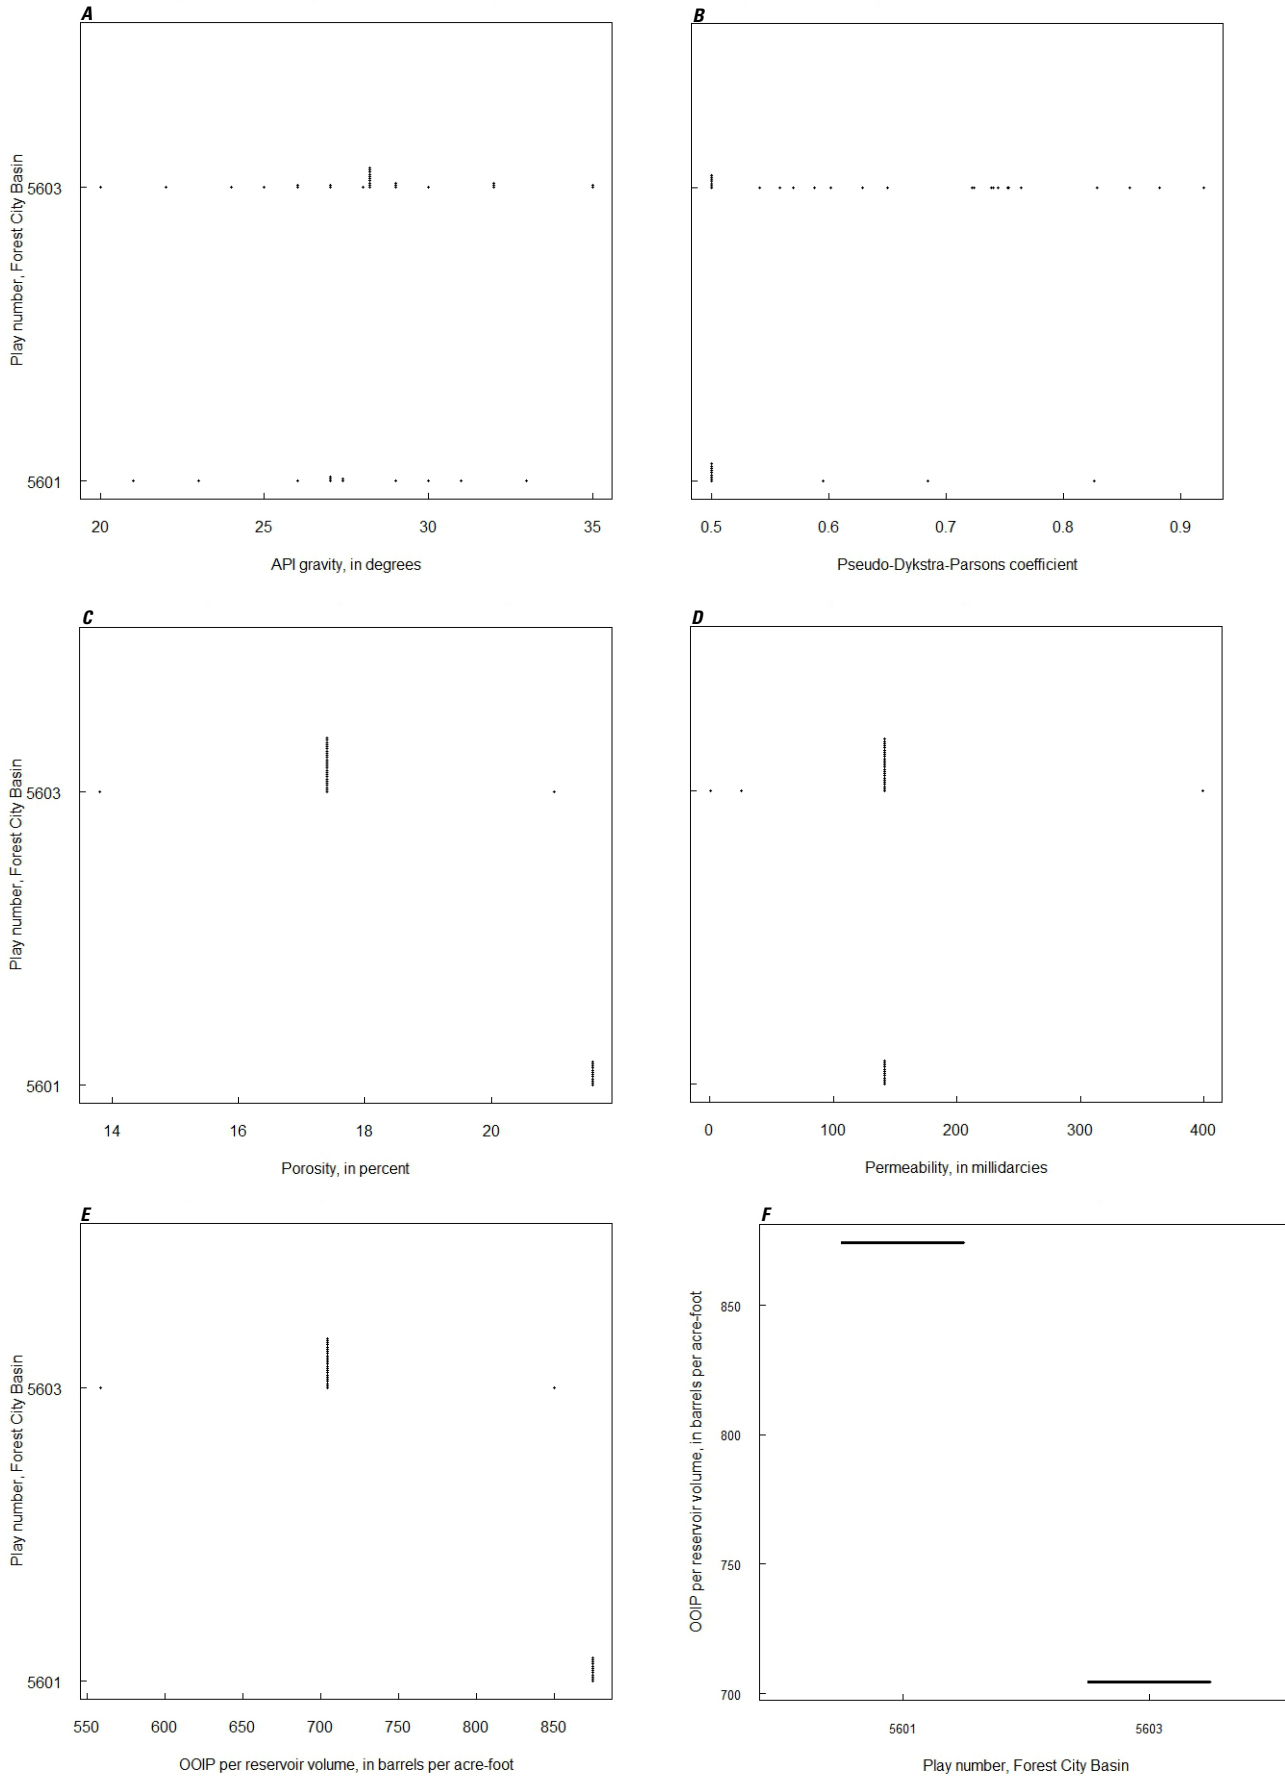 A
Play number, Forest City Basin
5603
5601
20 25 30 35
API gravity, in degrees
B
0.5 0.6 0.7 0.8 0.9
Pseudo-Dykstra-Parsons coefficient
C
Play number, Forest City Basin
5603
5601
14 16 18 20
Porosity, in percent
D
0 100 200 300 400
Permeability, in millidarcies
E
Play number, Forest City Basin
5603
5601
550 600 650 700 750 800 850
OOIP per reservoir volume, in barrels per acre-foot
F
OOIP per reservoir volume, in barrels per acre-foot
850
800
750
700
5601 5603
Play number, Forest City Basin